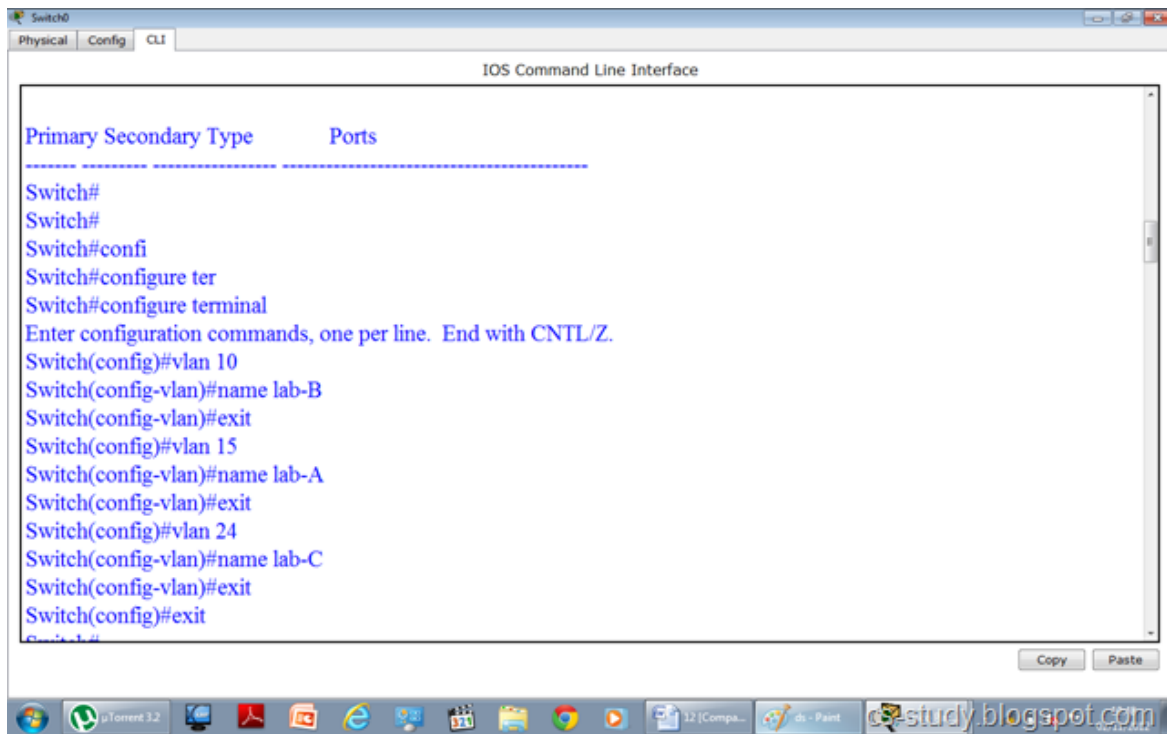 Switch0
Physical Config CLI
IOS Command Line Interface
Primary Secondary Type Ports
------- --------- ----------------- ------------------------------------------
Switch#
Switch#
Switch#confi
Switch#configure ter
Switch#configure terminal
Enter configuration commands, one per line. End with CNTL/Z.
Switch(config)#vlan 10
Switch(config-vlan)#name lab-B
Switch(config-vlan)#exit
Switch(config)#vlan 15
Switch(config-vlan)#name lab-A
Switch(config-vlan)#exit
Switch(config)#vlan 24
Switch(config-vlan)#name lab-C
Switch(config-vlan)#exit
Switch(config)#exit
Switch#
Copy Paste
µTorrent 3.2
321
12 [Compa...
ds - Paint
cs-study.blogspot.com